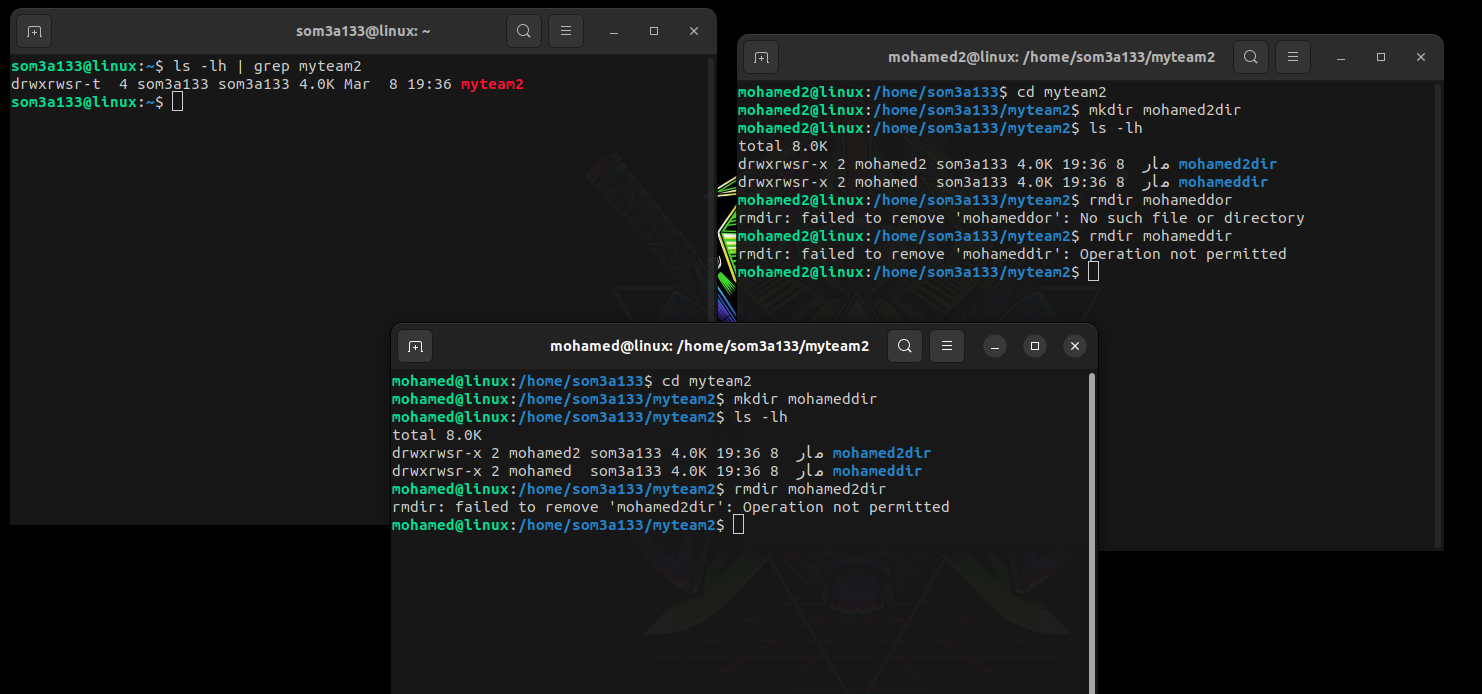 som3a133@linux: ~
som3a133@linux:~$ ls -lh | grep myteam2
drwxrwsr-t  4 som3a133 som3a133 4.0K Mar  8 19:36 myteam2
som3a133@linux:~$
mohamed2@linux: /home/som3a133/myteam2
mohamed2@linux:/home/som3a133$ cd myteam2
mohamed2@linux:/home/som3a133/myteam2$ mkdir mohamed2dir
mohamed2@linux:/home/som3a133/myteam2$ ls -lh
total 8.0K
drwxrwsr-x 2 mohamed2 som3a133 4.0K 19:36 8  مار mohamed2dir
drwxrwsr-x 2 mohamed  som3a133 4.0K 19:36 8  مار mohameddir
mohamed2@linux:/home/som3a133/myteam2$ rmdir mohameddor
rmdir: failed to remove 'mohameddor': No such file or directory
mohamed2@linux:/home/som3a133/myteam2$ rmdir mohameddir
rmdir: failed to remove 'mohameddir': Operation not permitted
mohamed2@linux:/home/som3a133/myteam2$
mohamed@linux: /home/som3a133/myteam2
mohamed@linux:/home/som3a133$ cd myteam2
mohamed@linux:/home/som3a133/myteam2$ mkdir mohameddir
mohamed@linux:/home/som3a133/myteam2$ ls -lh
total 8.0K
drwxrwsr-x 2 mohamed2 som3a133 4.0K 19:36 8  مار mohamed2dir
drwxrwsr-x 2 mohamed  som3a133 4.0K 19:36 8  مار mohameddir
mohamed@linux:/home/som3a133/myteam2$ rmdir mohamed2dir
rmdir: failed to remove 'mohamed2dir': Operation not permitted
mohamed@linux:/home/som3a133/myteam2$